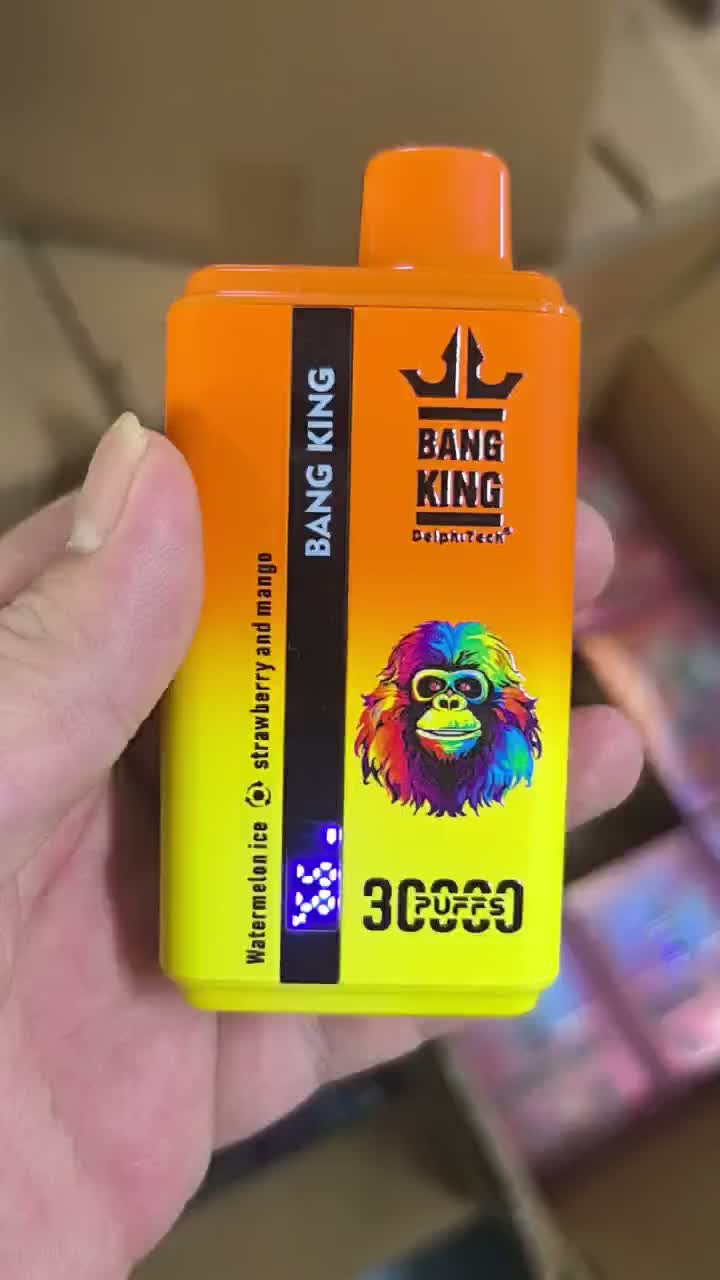 BANG KING
Watermelon ice strawberry and mango
BANG
KING
DelphiTech®
30000
PUFFS